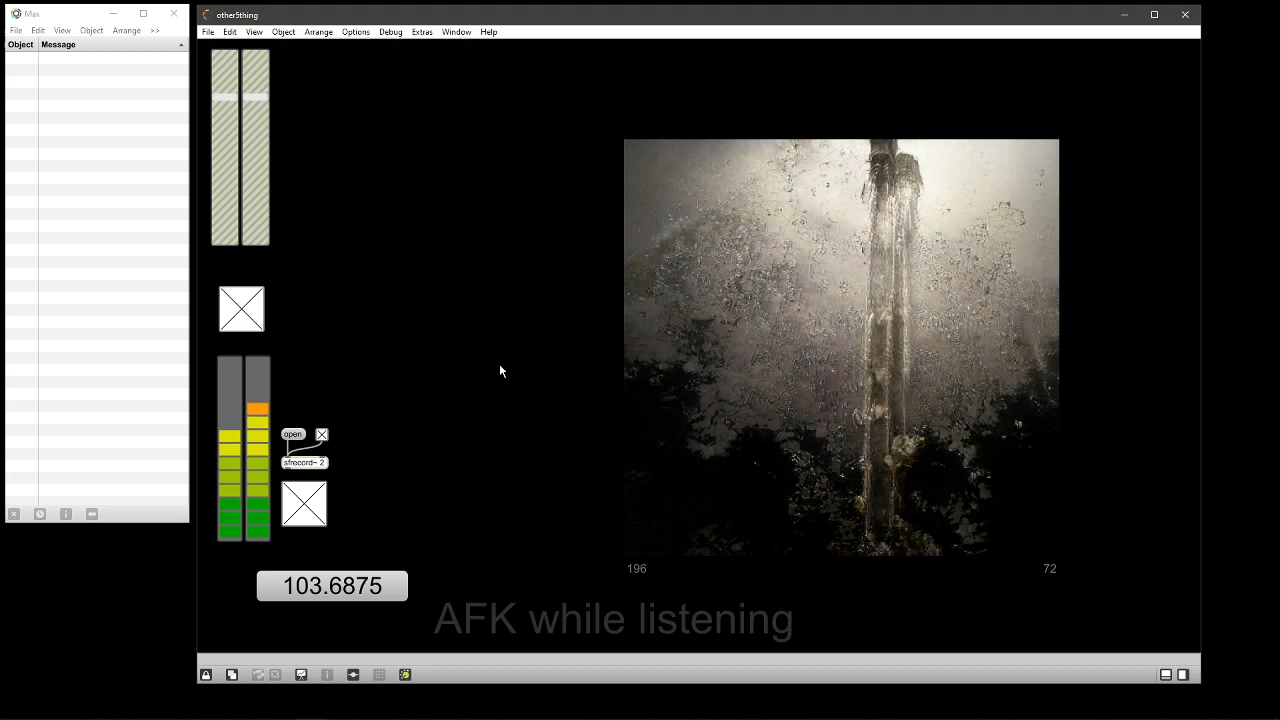 Max
File Edit View Object Arrange >>
Object Message
other5thing
File Edit View Object Arrange Options Debug Extras Window Help
open
sfrecord~ 2
196 72
103.6875
AFK while listening